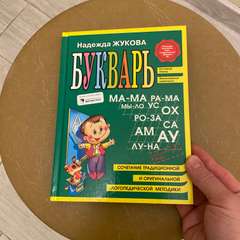 Надежда ЖУКОВА
БУКВАРЬ
МА-МА РА-МА
МЫ-ЛО УС ОХ
РО-ЗА СА
АМ АУ
ЛУ-НА
СОЧЕТАНИЕ ТРАДИЦИОННОЙ
И ОРИГИНАЛЬНОЙ
ЛОГОПЕДИЧЕСКОЙ МЕТОДИКИ